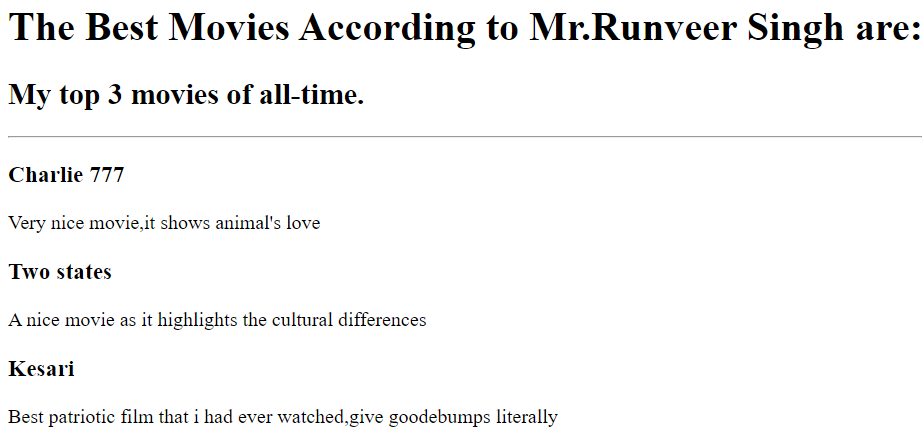 The Best Movies According to Mr.Runveer Singh are:
My top 3 movies of all-time.
Charlie 777
Very nice movie,it shows animal's love
Two states
A nice movie as it highlights the cultural differences
Kesari
Best patriotic film that i had ever watched,give goodebumps literally